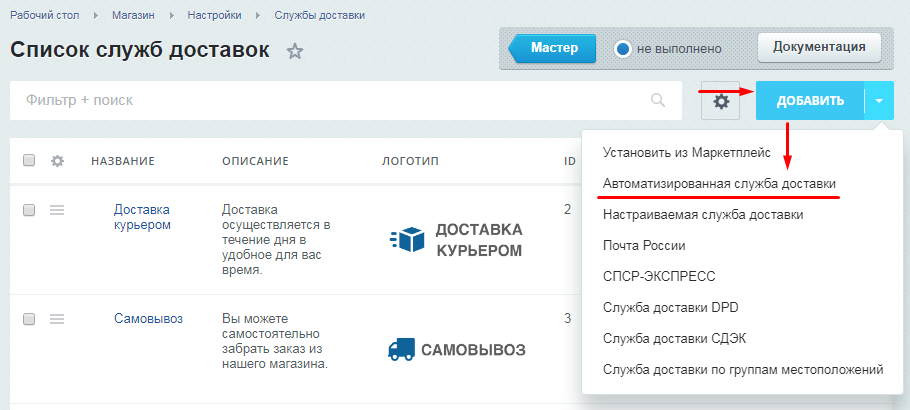 Рабочий стол Магазин Настройки Службы доставки
Список служб доставок
Мастер не выполнено Документация
Фильтр + поиск
ДОБАВИТЬ
НАЗВАНИЕ ОПИСАНИЕ ЛОГОТИП ID
Доставка курьером
Доставка
осуществляется в
течение дня в
удобное для вас
время.
ДОСТАВКА
КУРЬЕРОМ
2
Самовывоз
Вы можете
самостоятельно
забрать заказ из
нашего магазина.
САМОВЫВОЗ
3
Установить из Маркетплейс
Автоматизированная служба доставки
Настраиваемая служба доставки
Почта России
СПСР-ЭКСПРЕСС
Служба доставки DPD
Служба доставки СДЭК
Служба доставки по группам местоположений